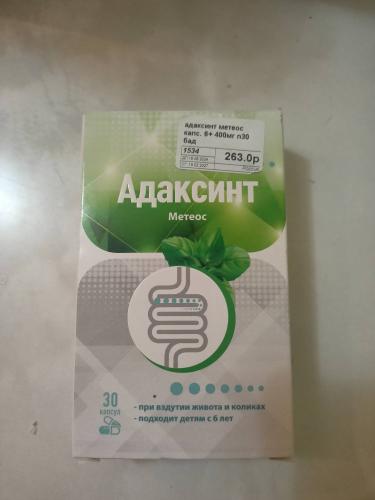 адаксинт метеос
капс. 6+ 400мг n30
бад
1534
263.0р
Адаксинт
Метеос
30
капсул
- при вздутии живота и коликах
- подходит детям с 6 лет